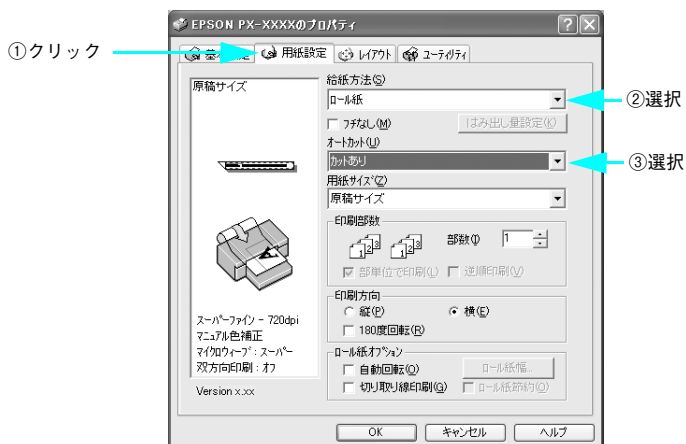 EPSON PX-XXXXのプロパティ
①クリック
基本設定
用紙設定
レイアウト
ユーティリティ
原稿サイズ
給紙方法(S)
ロール紙
②選択
フチなし(M)
はみ出し量設定(K)
オートカット(U)
カットあり
③選択
用紙サイズ(Z)
原稿サイズ
印刷部数
部数(I) 1
部単位で印刷(L)
逆順印刷(V)
印刷方向
縦(P)
横(E)
180度回転(R)
スーパーファイン - 720dpi
マニュアル色補正
マイクロウィーブ : スーパー
双方向印刷 : オフ
Version x.xx
ロール紙オプション
自動回転(O)
ロール紙幅...
切り取り線印刷(G)
ロール紙節約(O)
OK
キャンセル
ヘルプ